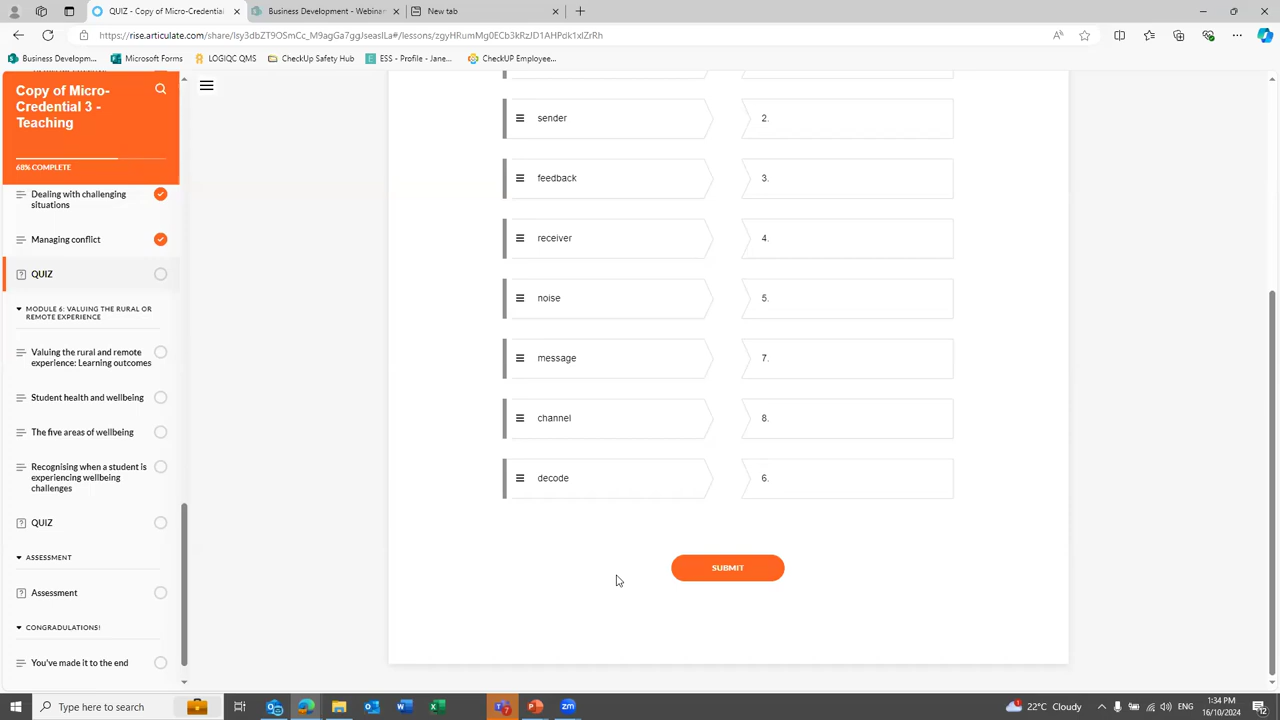 QUIZ - Copy of Micro-Credential 3
Business Development - Webinar
New tab
https://rise.articulate.com/share/Isy3dbZT9OSmCc_M9agGa7ggJseasILa#/lessons/zgyHRumMg0ECb3kRzJD1AHPdk1xlZrRh
Business Developm...
Microsoft Forms
LOGIQC QMS
CheckUP Safety Hub
ESS - Profile - Jane...
CheckUP Employee...
Copy of Micro-
Credential 3 -
Teaching
68% COMPLETE
Dealing with challenging
situations
Managing conflict
QUIZ
MODULE 6: VALUING THE RURAL OR
REMOTE EXPERIENCE
Valuing the rural and remote
experience: Learning outcomes
Student health and wellbeing
The five areas of wellbeing
Recognising when a student is
experiencing wellbeing
challenges
QUIZ
ASSESSMENT
Assessment
CONGRADULATIONS!
You've made it to the end
sender 2.
feedback 3.
receiver 4.
noise 5.
message 7.
channel 8.
decode 6.
SUBMIT
Type here to search
22°C Cloudy
1:34 PM
16/10/2024